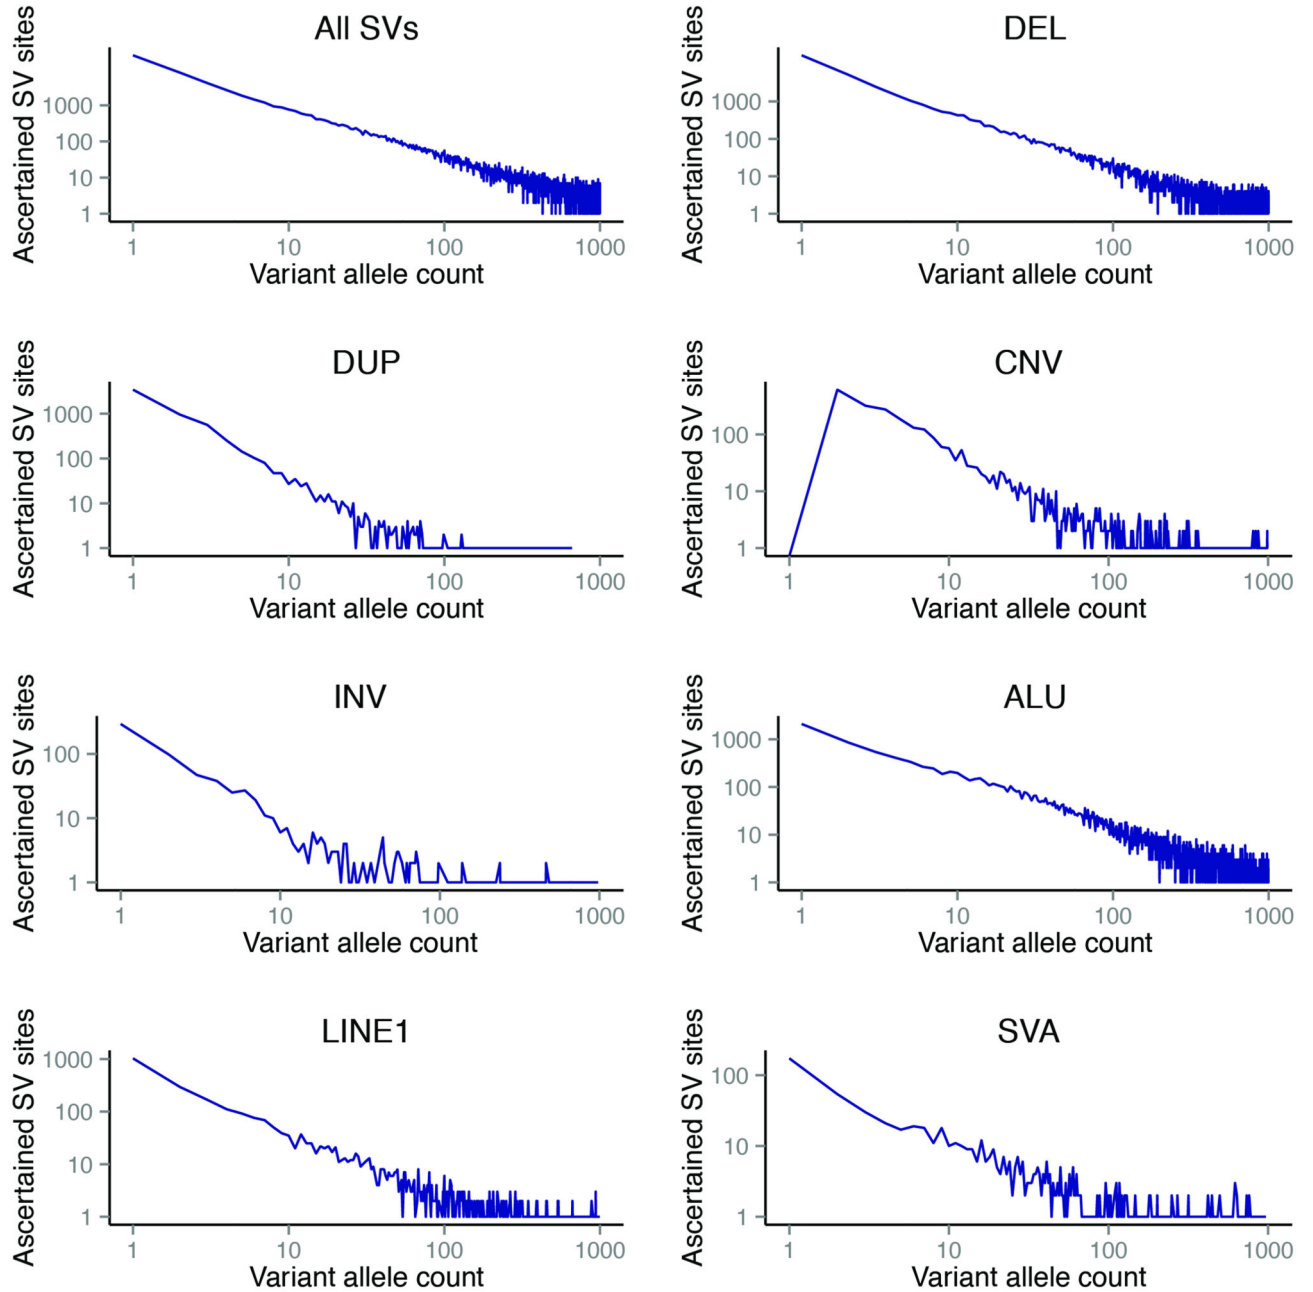 All SVs
Ascertained SV sites
1000
100
10
1
1 10 100 1000
Variant allele count
DEL
Ascertained SV sites
1000
100
10
1
1 10 100 1000
Variant allele count
DUP
Ascertained SV sites
1000
100
10
1
1 10 100 1000
Variant allele count
CNV
Ascertained SV sites
100
10
1
1 10 100 1000
Variant allele count
INV
Ascertained SV sites
100
10
1
1 10 100 1000
Variant allele count
ALU
Ascertained SV sites
1000
100
10
1
1 10 100 1000
Variant allele count
LINE1
Ascertained SV sites
1000
100
10
1
1 10 100 1000
Variant allele count
SVA
Ascertained SV sites
100
10
1
1 10 100 1000
Variant allele count